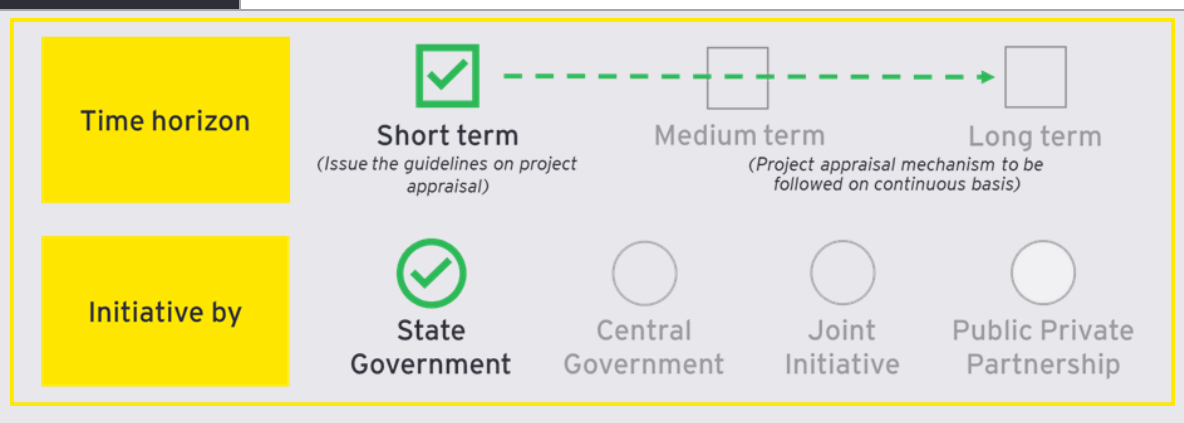 Time horizon
Short term
(Issue the guidelines on project
appraisal)
Medium term
Long term
(Project appraisal mechanism to be
followed on continuous basis)
Initiative by
State
Government
Central
Government
Joint
Initiative
Public Private
Partnership